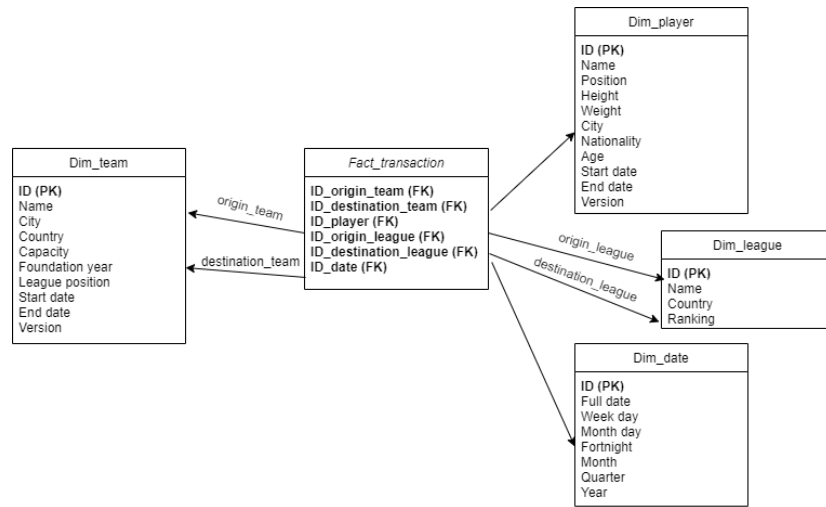 Dim_player
ID (PK)
Name
Position
Height
Weight
City
Nationality
Age
Start date
End date
Version
Dim_team
ID (PK)
Name
City
Country
Capacity
Foundation year
League position
Start date
End date
Version
origin_team
destination_team
Fact_transaction
ID_origin_team (FK)
ID_destination_team (FK)
ID_player (FK)
ID_origin_league (FK)
ID_destination_league (FK)
ID_date (FK)
origin_league
destination_league
Dim_league
ID (PK)
Name
Country
Ranking
Dim_date
ID (PK)
Full date
Week day
Month day
Fortnight
Month
Quarter
Year